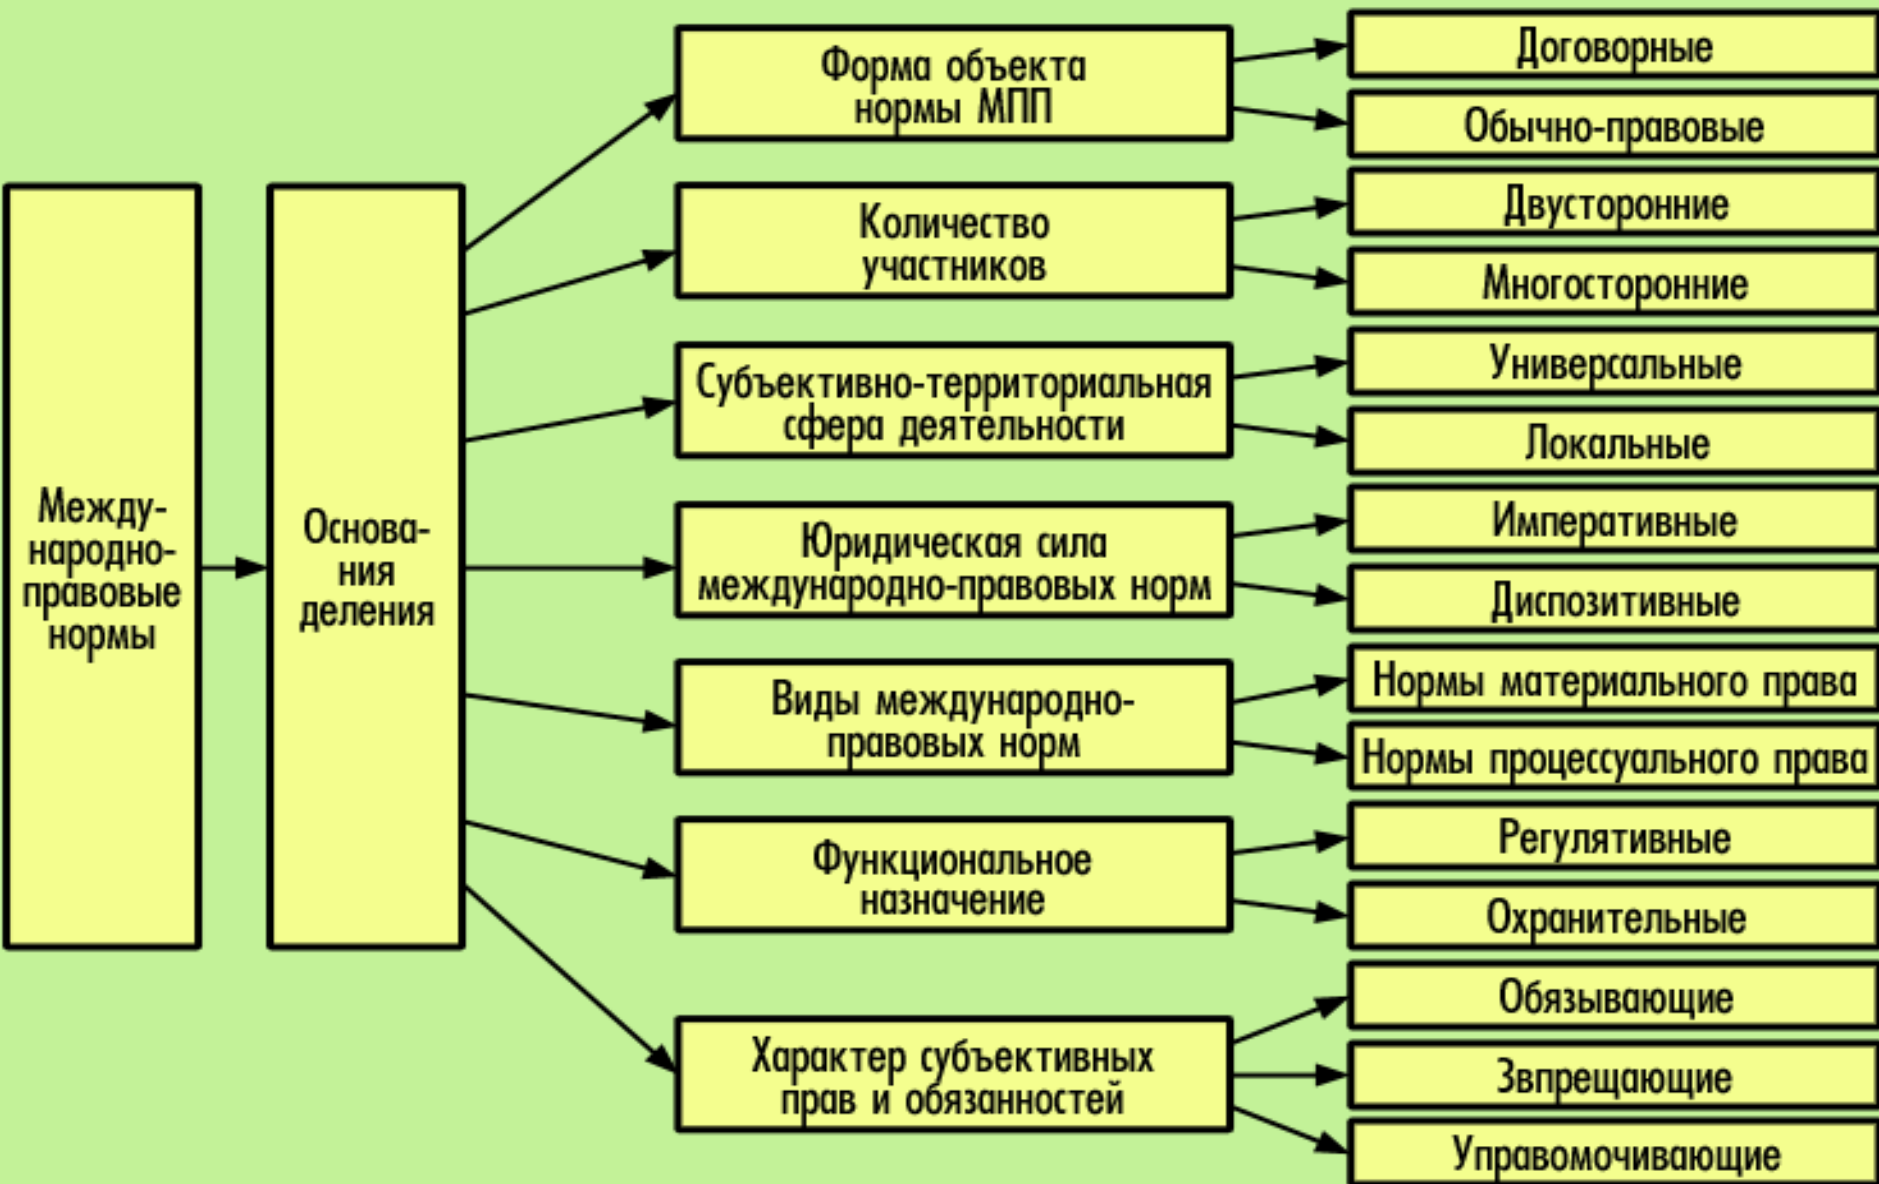 Между-
народно-
правовые
нормы
Основа-
ния
деления
Форма объекта
нормы МПП
Договорные
Обычно-правовые
Количество
участников
Двусторонние
Многосторонние
Субъективно-территориальная
сфера деятельности
Универсальные
Локальные
Юридическая сила
международно-правовых норм
Императивные
Диспозитивные
Виды международно-
правовых норм
Нормы материального права
Нормы процессуального права
Функциональное
назначение
Регулятивные
Охранительные
Характер субъективных
прав и обязанностей
Обязывающие
Звпрещающие
Управомочивающие